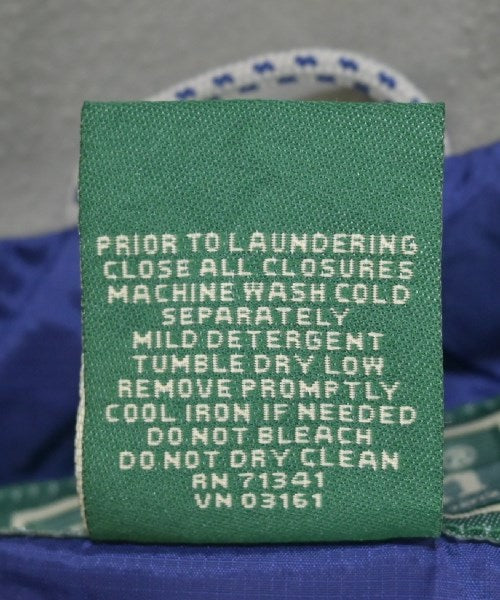 PRIOR TO LAUNDERING
CLOSE ALL CLOSURES
MACHINE WASH COLD
SEPARATELY
MILD DETERGENT
TUMBLE DRY LOW
REMOVE PROMPTLY
COOL IRON IF NEEDED
DO NOT BLEACH
DO NOT DRY CLEAN
RN 71341
VN 03161